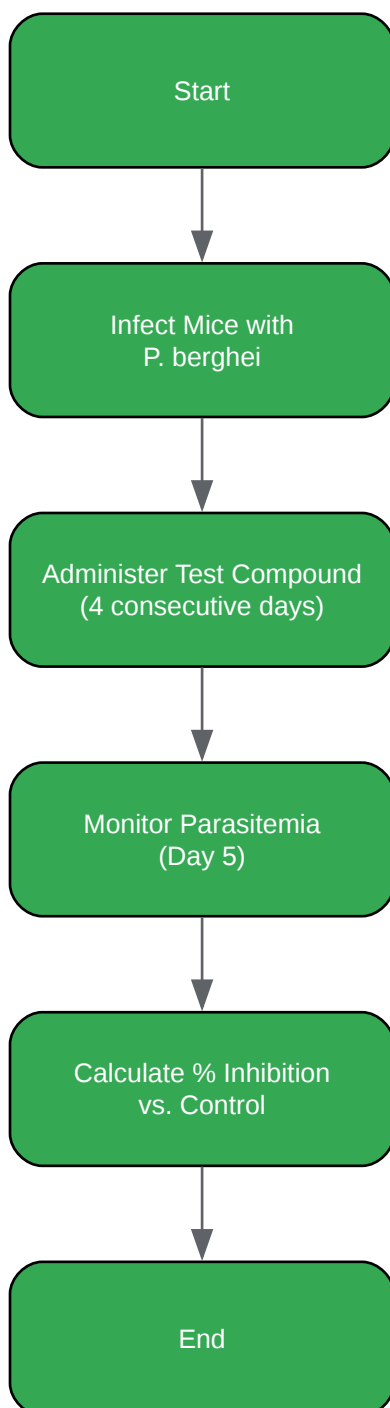 Start
Infect Mice with
P. berghei
Administer Test Compound
(4 consecutive days)
Monitor Parasitemia
(Day 5)
Calculate % Inhibition
vs. Control
End